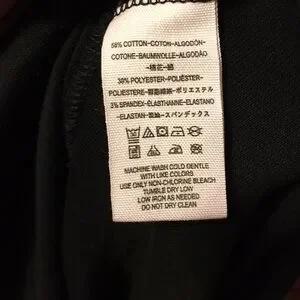 COTTON-COTON-ALGODÓN-
COTONE-BAUMWOLLE-ALGODÃO
-棉花-綿
POLYESTER-POLIÉSTER-
POLIESTERE-聚酯纖維-ポリエステル
3% SPANDEX-ÉLASTHANNE-ELASTANO
-ELASTAN-氨纶-スパンデックス
MACHINE WASH COLD GENTLE
WITH LIKE COLORS
USE ONLY NON-CHLORINE BLEACH
TUMBLE DRY LOW
LOW IRON AS NEEDED
DO NOT DRY CLEAN